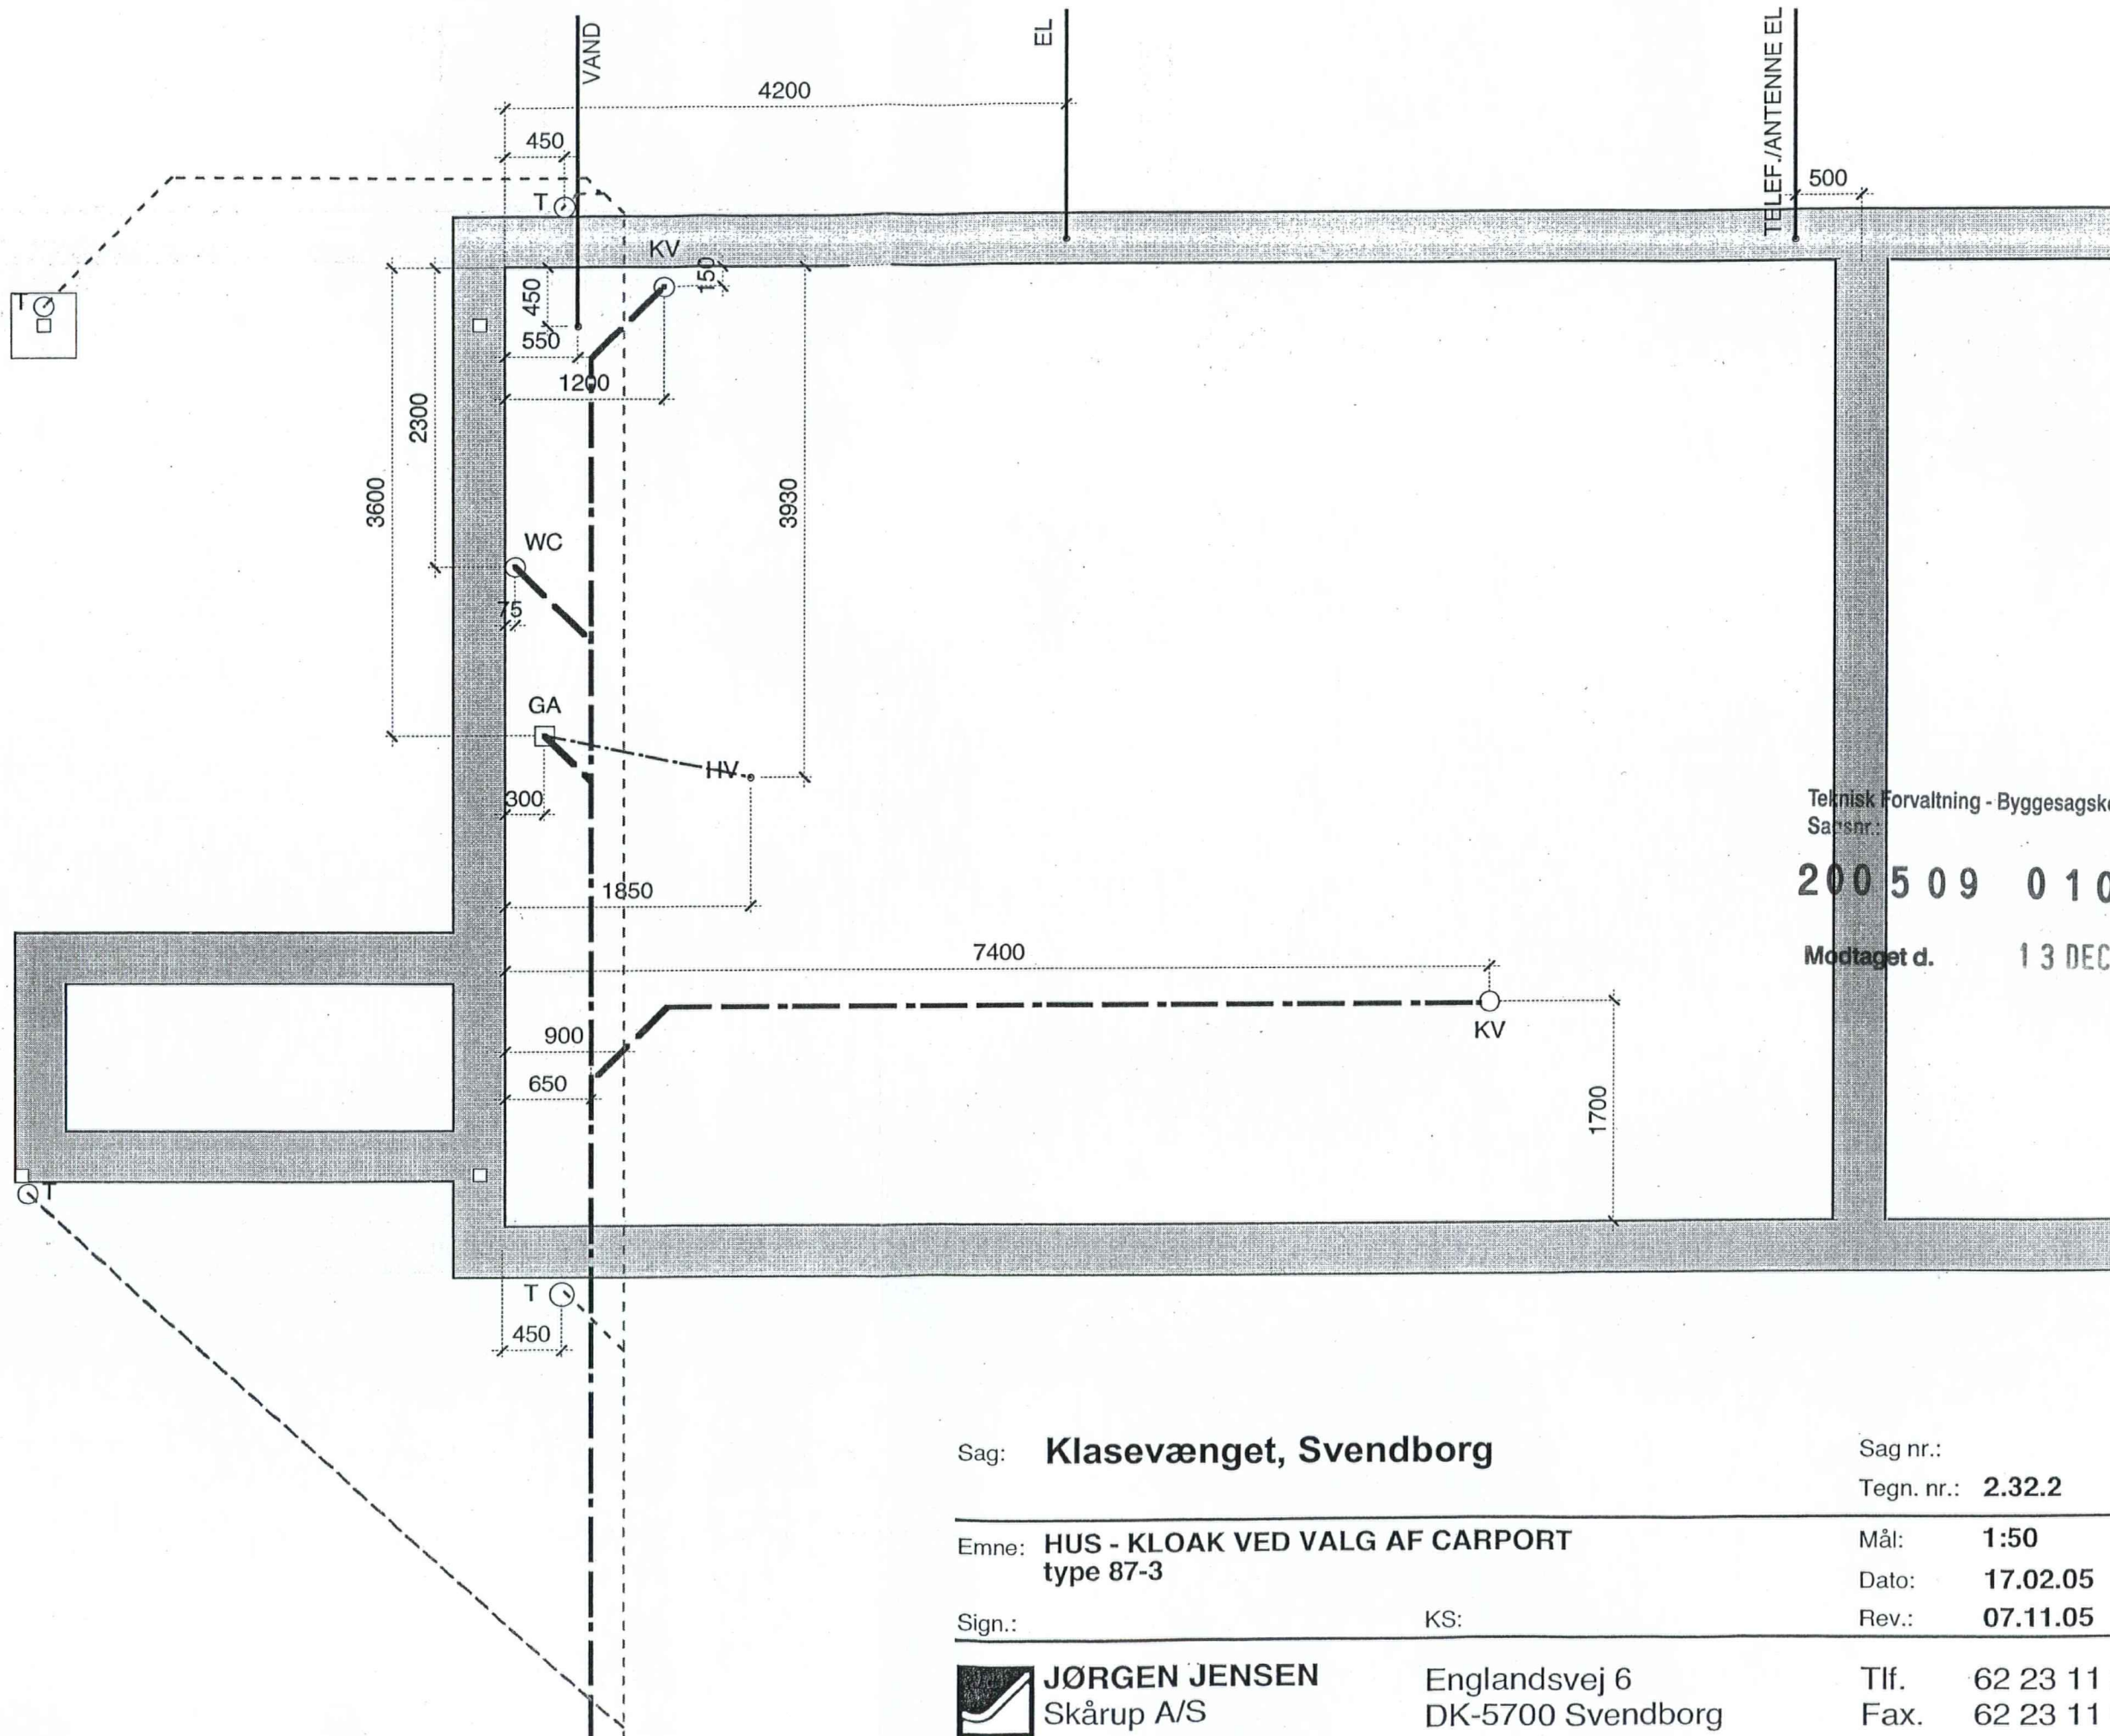 VAND
EL
TELEF./ANTENNE EL
4200
450
500
T
KV
150
T
450
550
1200
2300
3600
3930
WC
75
GA
HV
300
1850
Teknisk Forvaltning - Byggesagsk
Sagsnr.:
200 509 010
Modtaget d. 13 DEC
7400
KV
900
650
1700
T
T
450
Sag: Klasevænget, Svendborg
Sag nr.:
Tegn. nr.: 2.32.2
Emne: HUS - KLOAK VED VALG AF CARPORT
type 87-3
Mål: 1:50
Dato: 17.02.05
Sign.: KS: Rev.: 07.11.05
JØRGEN JENSEN
Skårup A/S
Englandsvej 6
DK-5700 Svendborg
Tlf. 62 23 11
Fax. 62 23 11